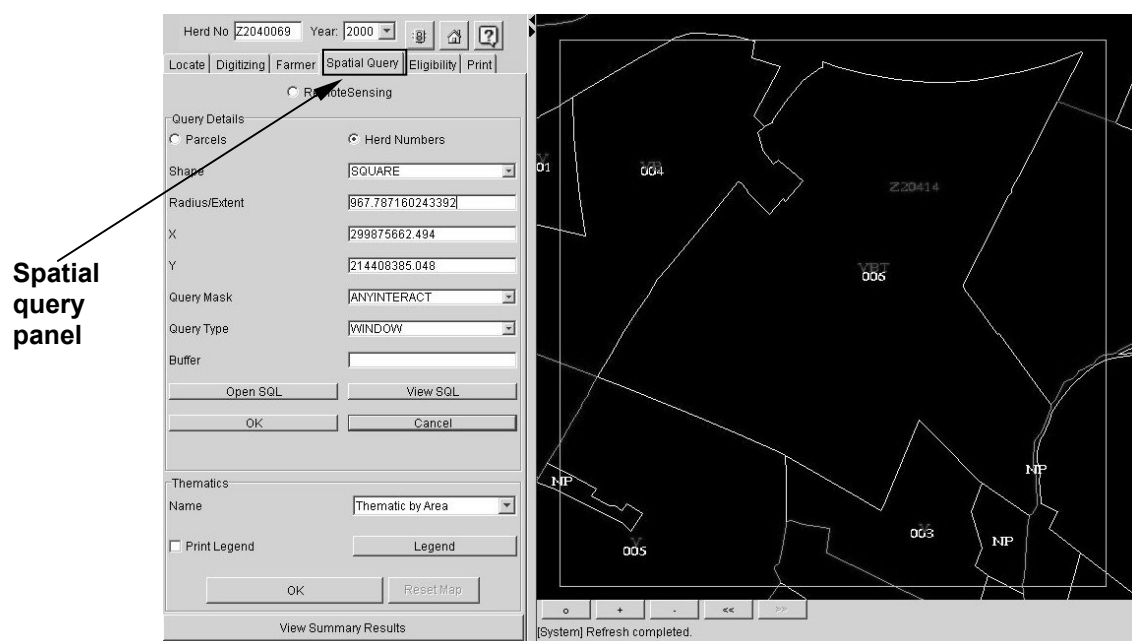 Herd No Z2040069 Year: 2000
Locate Digitizing Farmer Spatial Query Eligibility Print
RemoteSensing
Query Details
Parcels Herd Numbers
Shape SQUARE
Radius/Extent 967.787160243392
X 299875662.494
Y 214408385.048
Query Mask ANYINTERACT
Query Type WINDOW
Buffer
Open SQL View SQL
OK Cancel
Thematics
Name Thematic by Area
Print Legend Legend
OK Reset Map
View Summary Results
Spatial
query
panel
Y
01
VB
004
Z20414
VBT
006
NP
NP
Y
005
Y
003
NP
o + - << >>
[System] Refresh completed.